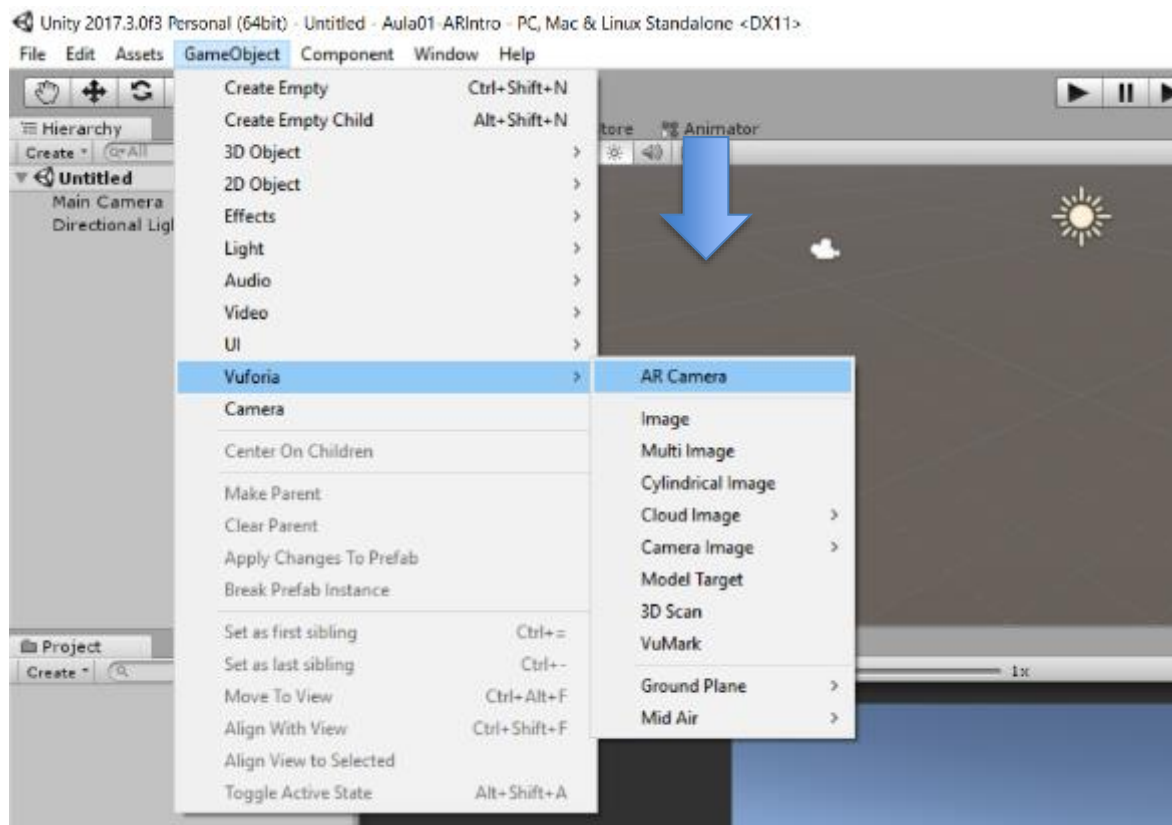 Unity 2017.3.0f3 Personal (64bit) - Untitled - Aula01-ARIntro - PC, Mac & Linux Standalone <DX11>
File Edit Assets GameObject Component Window Help
Hierarchy
Create All
Untitled
Main Camera
Directional Ligh
Create Empty Ctrl+Shift+N
Create Empty Child Alt+Shift+N
3D Object
2D Object
Effects
Light
Audio
Video
UI
Vuforia
Camera
Center On Children
Make Parent
Clear Parent
Apply Changes To Prefab
Break Prefab Instance
Set as first sibling Ctrl+=
Set as last sibling Ctrl+-
Move To View Ctrl+Alt+F
Align With View Ctrl+Shift+F
Align View to Selected
Toggle Active State Alt+Shift+A
tore Animator
AR Camera
Image
Multi Image
Cylindrical Image
Cloud Image
Camera Image
Model Target
3D Scan
VuMark
Ground Plane
Mid Air
Project
Create
1x